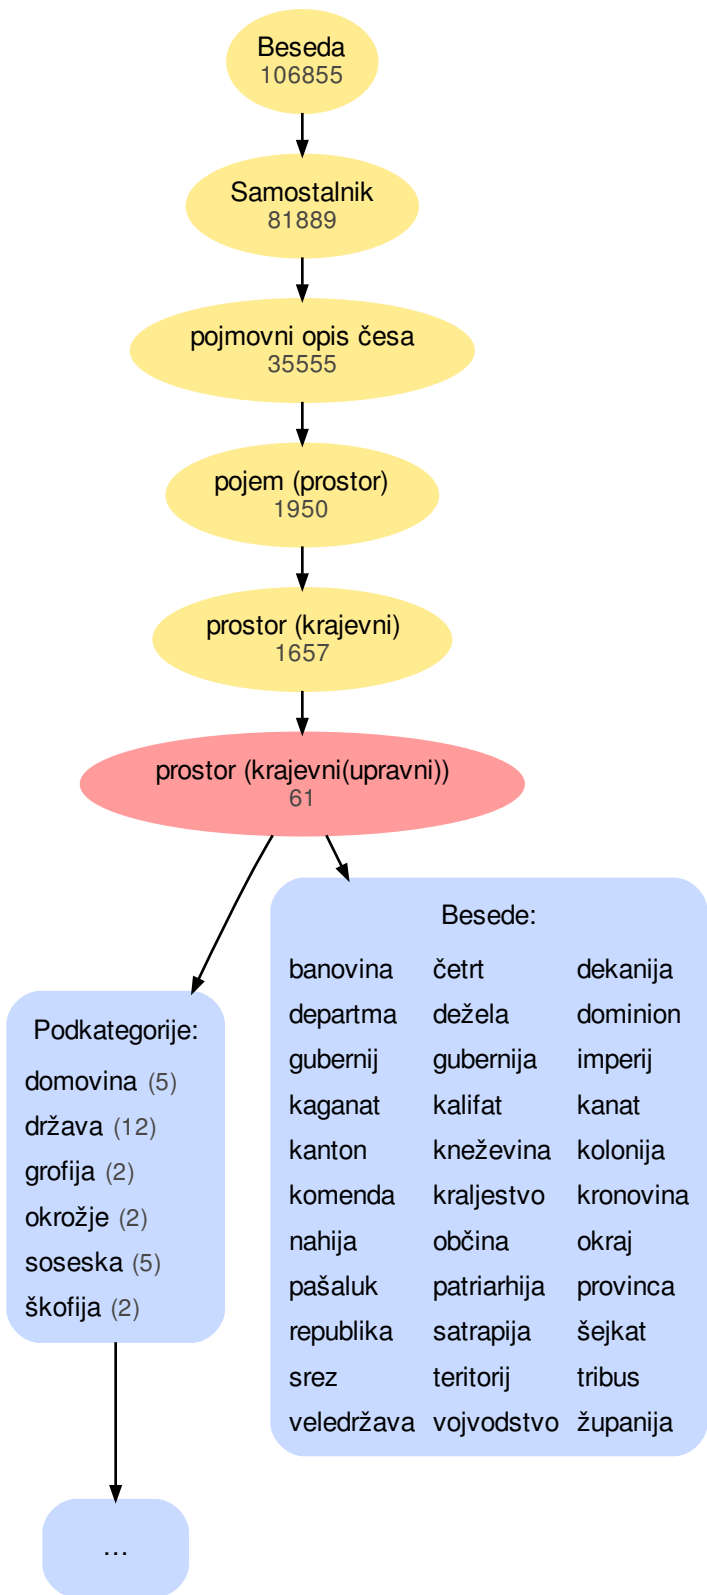 Beseda
106855
Samostalnik
81889
pojmovni opis česa
35555
pojem (prostor)
1950
prostor (krajevni)
1657
prostor (krajevni(upravni))
61
Podkategorije:
domovina (5)
država (12)
grofija (2)
okrožje (2)
soseska (5)
škofija (2)
...
Besede:
banovina četrt dekanija
departma dežela dominion
gubernij gubernija imperij
kaganat kalifat kanat
kanton kneževina kolonija
komenda kraljestvo kronovina
nahija občina okraj
pašaluk patriarhija provinca
republika satrapija šejkat
srez teritorij tribus
veledržava vojvodstvo županija